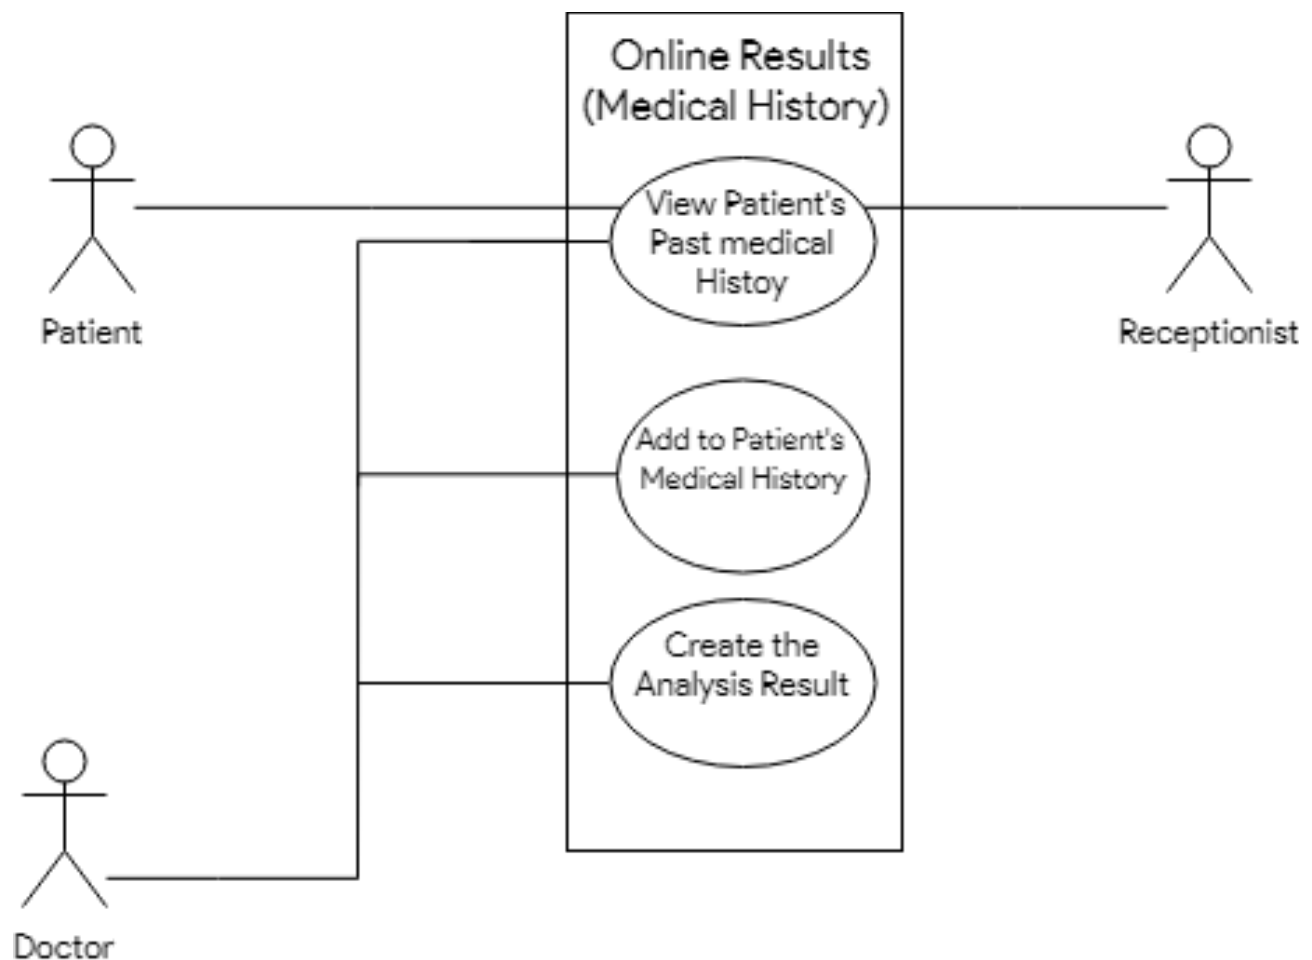 Online Results
(Medical History)
View Patient's
Past medical
Histoy
Patient
Receptionist
Add to Patient's
Medical History
Create the
Analysis Result
Doctor